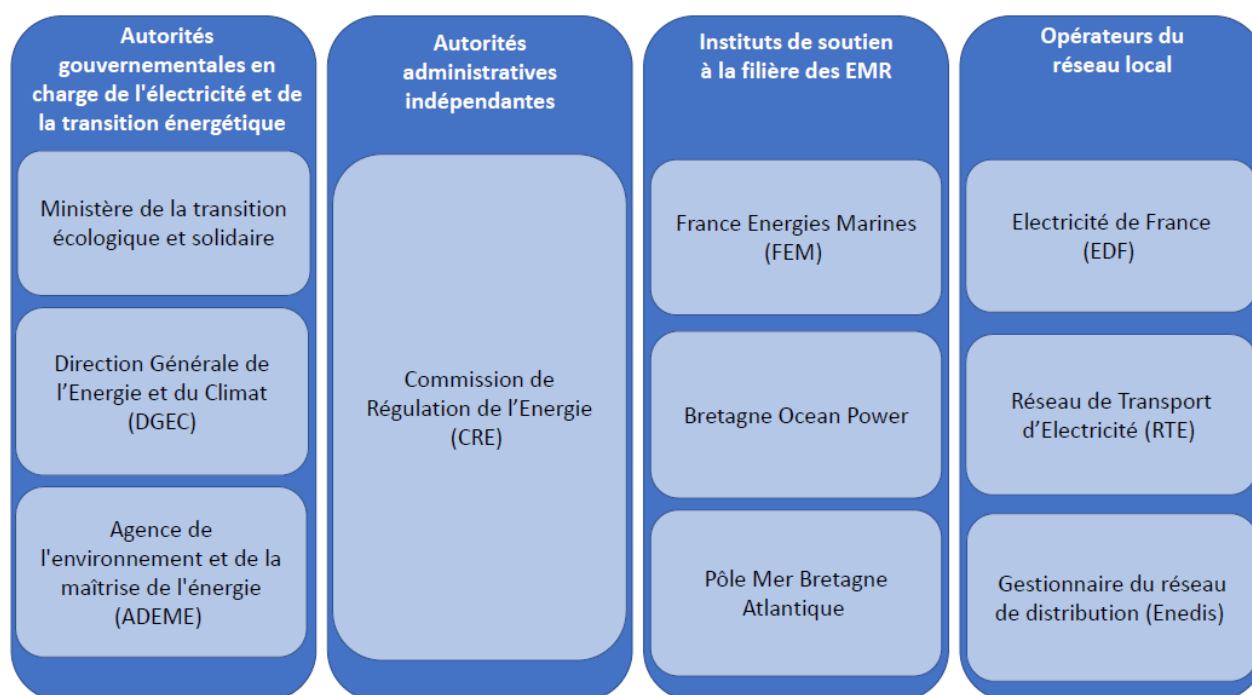 Autorités
gouvernementales en
charge de l'électricité et de
la transition énergétique
Ministère de la transition
écologique et solidaire
Direction Générale de
l’Energie et du Climat
(DGEC)
Agence de
l'environnement et de la
maîtrise de l'énergie
(ADEME)
Autorités
administratives
indépendantes
Commission de
Régulation de l’Energie
(CRE)
Instituts de soutien
à la filière des EMR
France Energies Marines
(FEM)
Bretagne Ocean Power
Pôle Mer Bretagne
Atlantique
Opérateurs du
réseau local
Electricité de France
(EDF)
Réseau de Transport
d’Electricité (RTE)
Gestionnaire du réseau
de distribution (Enedis)